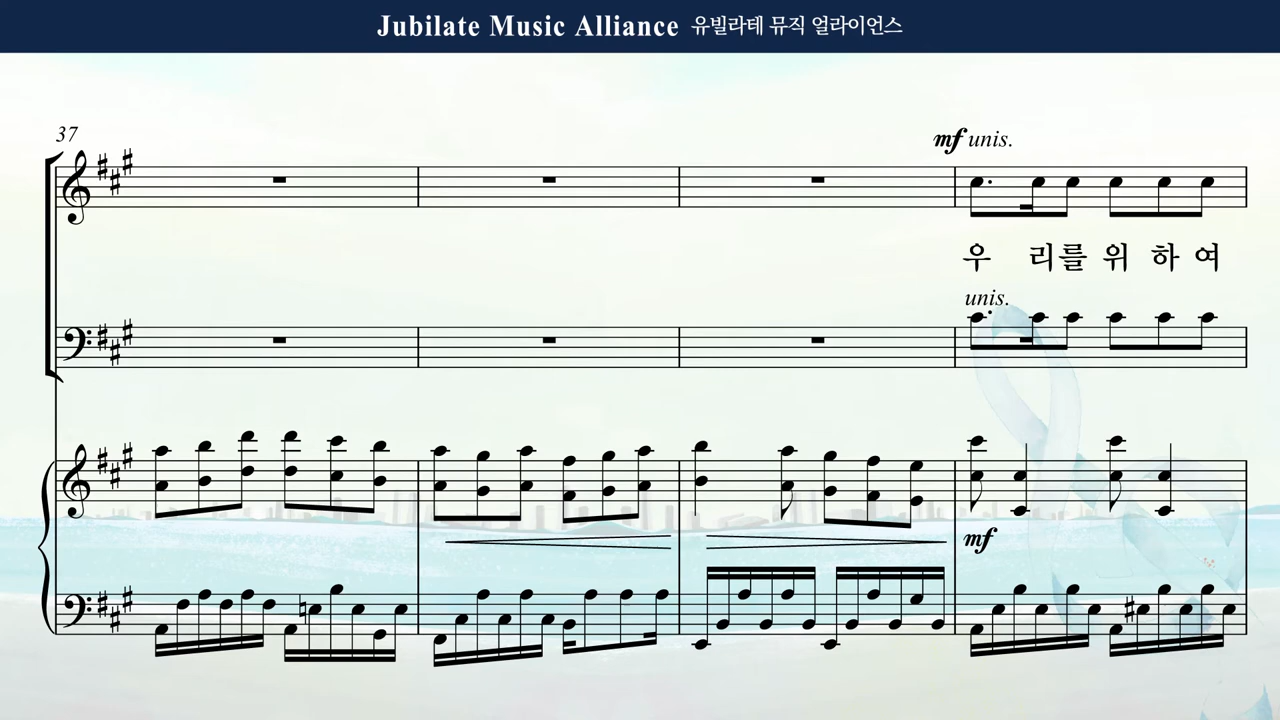 Jubilate Music Alliance 유빌라테 뮤직 얼라이언스
37
mf unis.
우 리를 위 하 여
unis.
mf